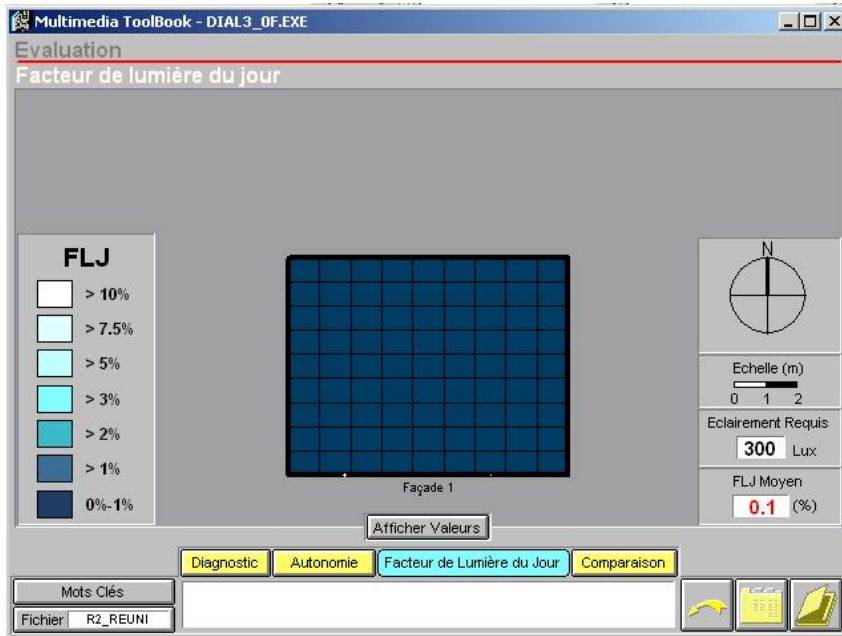 Multimedia ToolBook - DIAL3_0F.EXE
Evaluation
Facteur de lumière du jour
FLJ
> 10%
> 7.5%
> 5%
> 3%
> 2%
> 1%
0%-1%
Façade 1
N
Echelle (m)
0 1 2
Eclairement Requis
300 Lux
FLJ Moyen
0.1 (%)
Afficher Valeurs
Diagnostic Autonomie Facteur de Lumière du Jour Comparaison
Mots Clés
Fichier R2_REUNI